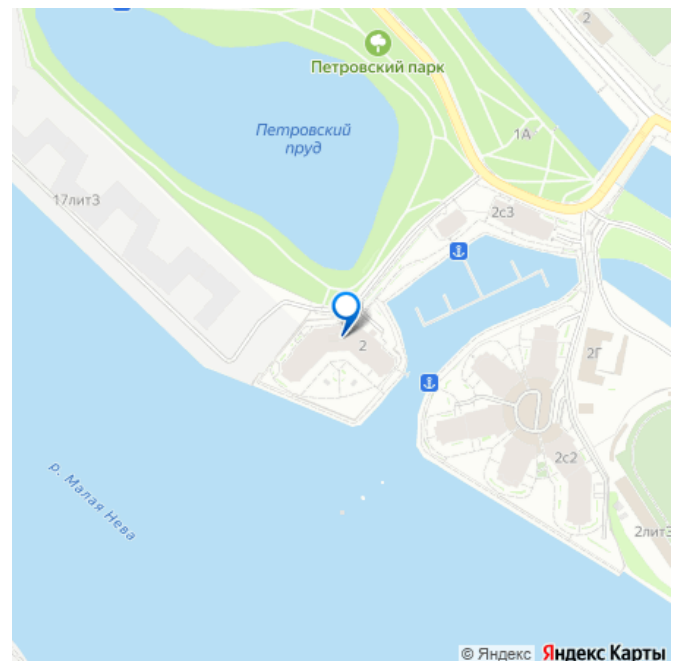 2
Петровский парк
Петровский
пруд
1А
17литЗ
2с3
р. Малая Нева
2
2Г
2с2
2литЗ
© Яндекс Яндекс Карты